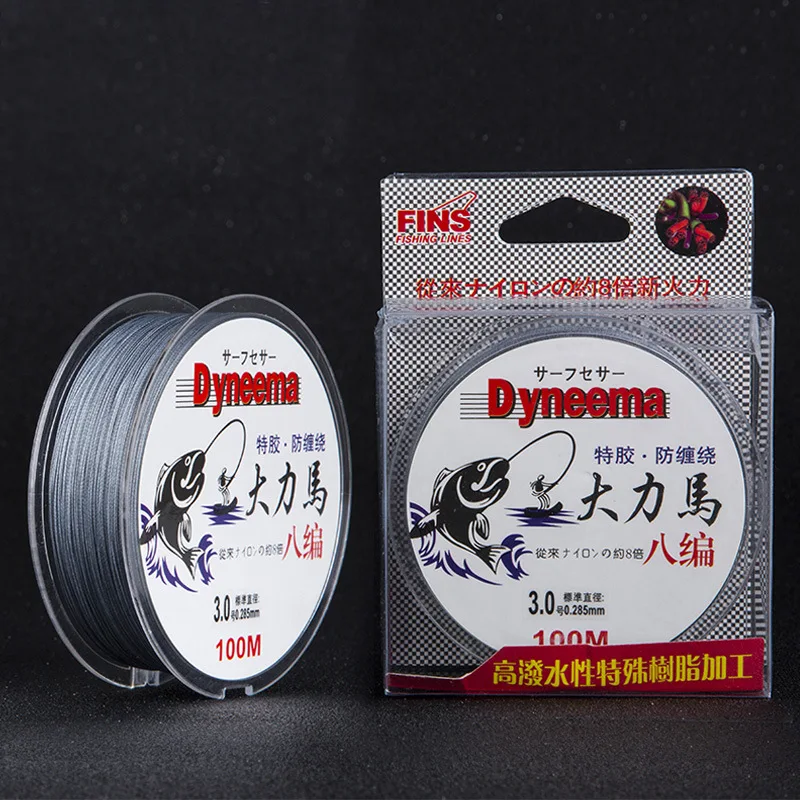 サーフセサー
Dyneema
特胶·防缠绕
大力馬
從來ナイロンの約8倍 八编
3.0号 標準直徑:
0.285mm
100M
FINS
FISHING LINES
從來ナイロンの約8倍新火力
サーフセサー
Dyneema
特胶·防缠绕
大力馬
從來ナイロンの約8倍 八编
3.0号 標準直徑:
0.285mm
100M
高潑水性特殊樹脂加工